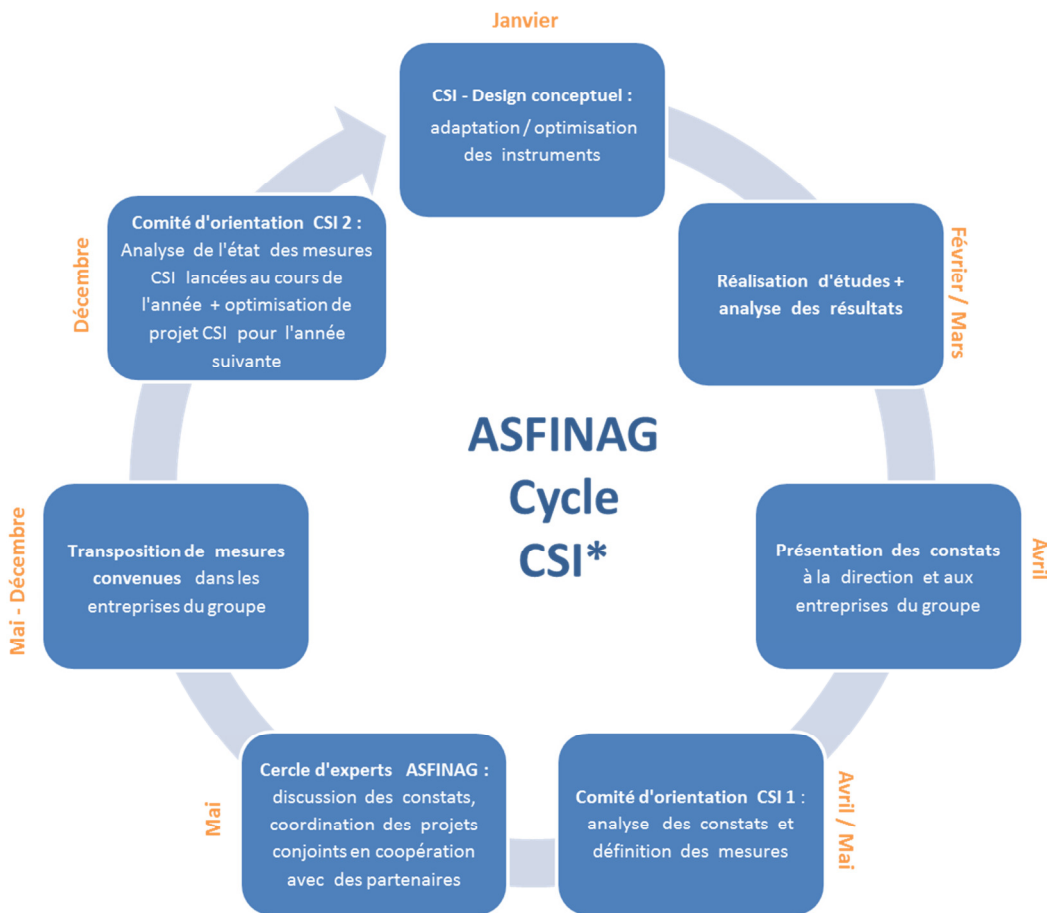 Janvier
CSI - Design conceptuel :
adaptation / optimisation
des instruments
Février / Mars
Réalisation d'études +
analyse des résultats
Avril
Présentation des constats
à la direction et aux
entreprises du groupe
Avril / Mai
Comité d'orientation CSI 1 :
analyse des constats et
définition des mesures
Mai
Cercle d'experts ASFINAG :
discussion des constats,
coordination des projets
conjoints en coopération
avec des partenaires
Mai - Décembre
Transposition de mesures
convenues dans les
entreprises du groupe
Décembre
Comité d'orientation CSI 2 :
Analyse de l'état des mesures
CSI lancées au cours de
l'année + optimisation de
projet CSI pour l'année
suivante
ASFINAG
Cycle
CSI*